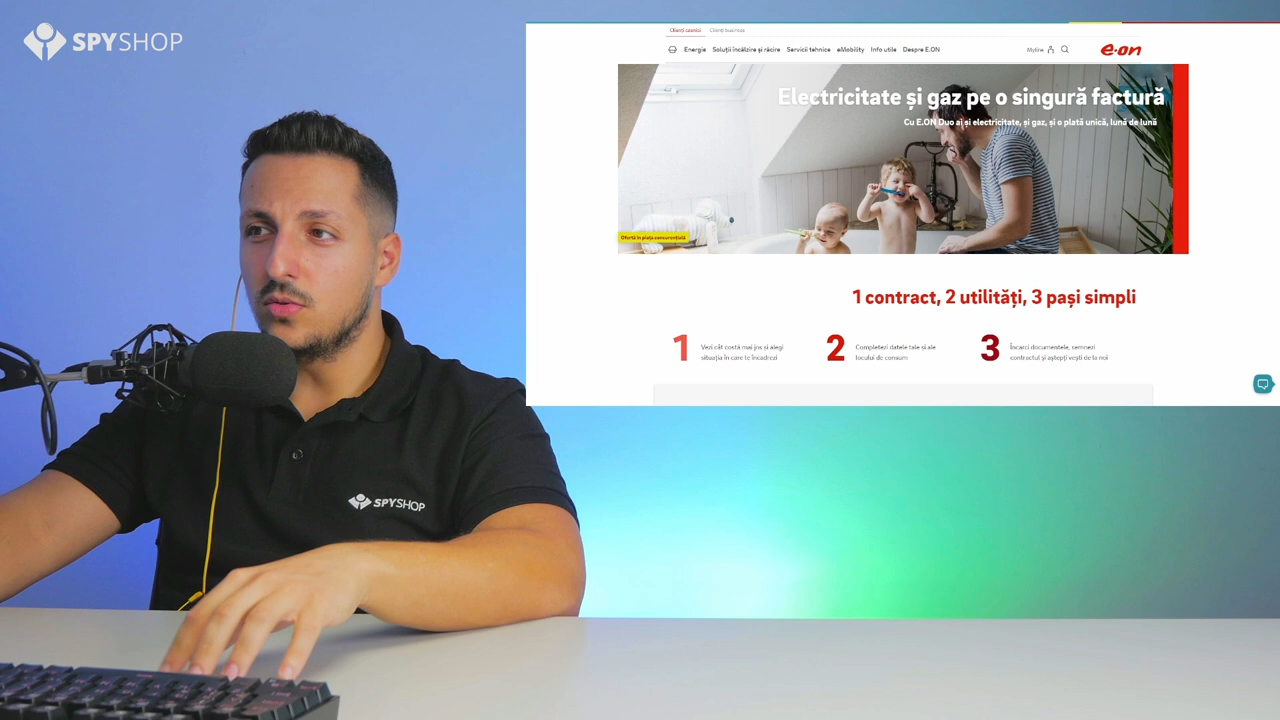 SPYSHOP
Clienți casnici Clienți business
Energie Soluții încălzire și răcire Servicii tehnice eMobility Info utile Despre E.ON
Myline
e·on
Electricitate și gaz pe o singură factură
Cu E.ON Duo ai și electricitate, și gaz, și o plată unică, lună de lună
Ofertă în piața concurențială
1 contract, 2 utilități, 3 pași simpli
1 Vezi cât costă mai jos și alegi
situația în care te încadrezi
2 Completezi datele tale și ale
locului de consum
3 Încarci documentele, semnezi
contractul și aștepți vești de la noi
SPYSHOP